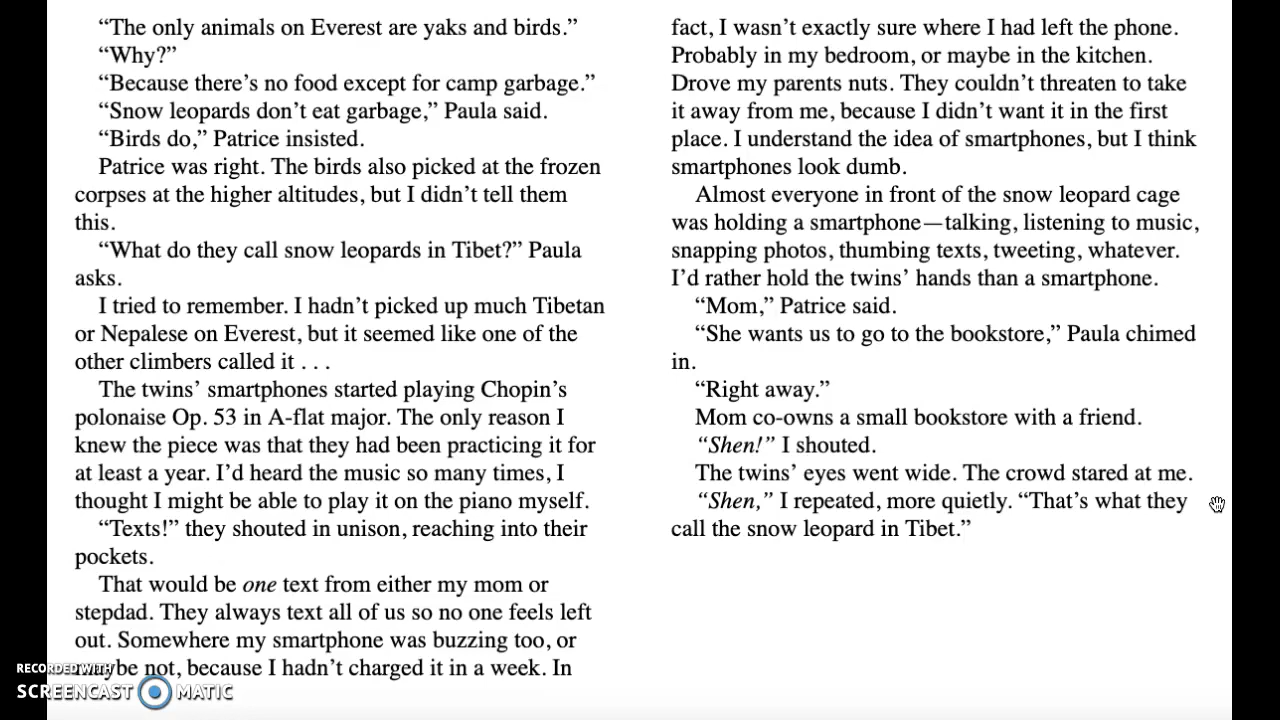 “The only animals on Everest are yaks and birds.”
“Why?”
“Because there’s no food except for camp garbage.”
“Snow leopards don’t eat garbage,” Paula said.
“Birds do,” Patrice insisted.
Patrice was right. The birds also picked at the frozen
corpses at the higher altitudes, but I didn’t tell them
this.
“What do they call snow leopards in Tibet?” Paula
asks.
I tried to remember. I hadn’t picked up much Tibetan
or Nepalese on Everest, but it seemed like one of the
other climbers called it . . .
The twins’ smartphones started playing Chopin’s
polonaise Op. 53 in A-flat major. The only reason I
knew the piece was that they had been practicing it for
at least a year. I’d heard the music so many times, I
thought I might be able to play it on the piano myself.
“Texts!” they shouted in unison, reaching into their
pockets.
That would be one text from either my mom or
stepdad. They always text all of us so no one feels left
out. Somewhere my smartphone was buzzing too, or
maybe not, because I hadn’t charged it in a week. In
fact, I wasn’t exactly sure where I had left the phone.
Probably in my bedroom, or maybe in the kitchen.
Drove my parents nuts. They couldn’t threaten to take
it away from me, because I didn’t want it in the first
place. I understand the idea of smartphones, but I think
smartphones look dumb.
Almost everyone in front of the snow leopard cage
was holding a smartphone—talking, listening to music,
snapping photos, thumbing texts, tweeting, whatever.
I’d rather hold the twins’ hands than a smartphone.
“Mom,” Patrice said.
“She wants us to go to the bookstore,” Paula chimed
in.
“Right away.”
Mom co-owns a small bookstore with a friend.
“Shen!” I shouted.
The twins’ eyes went wide. The crowd stared at me.
“Shen,” I repeated, more quietly. “That’s what they
call the snow leopard in Tibet.”
RECORDED WITH
SCREENCAST MATIC